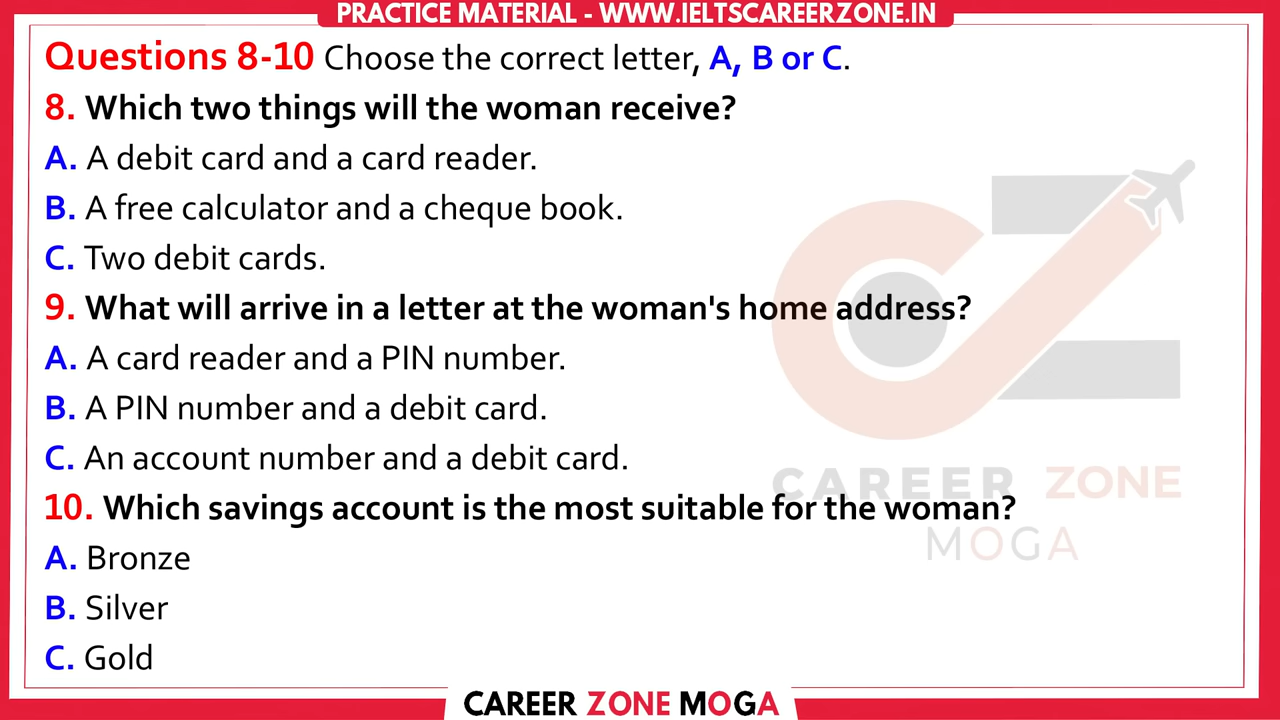 PRACTICE MATERIAL - WWW.IELTSCAREERZONE.IN
Questions 8-10 Choose the correct letter, A, B or C.
8. Which two things will the woman receive?
A. A debit card and a card reader.
B. A free calculator and a cheque book.
C. Two debit cards.
9. What will arrive in a letter at the woman's home address?
A. A card reader and a PIN number.
B. A PIN number and a debit card.
C. An account number and a debit card.
CAREER ZONE
10. Which savings account is the most suitable for the woman?
MOGA
A. Bronze
B. Silver
C. Gold
CAREER ZONE MOGA